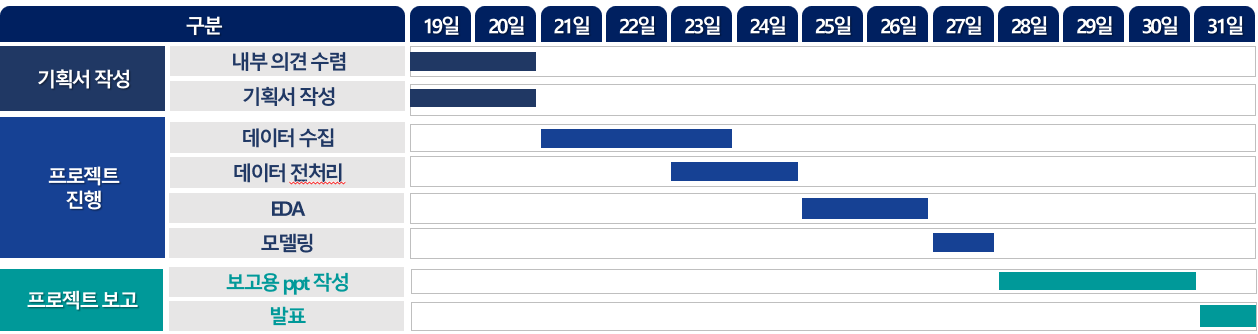 구분 19일 20일 21일 22일 23일 24일 25일 26일 27일 28일 29일 30일 31일
기획서 작성
내부 의견 수렴
기획서 작성
프로젝트
진행
데이터 수집
데이터 전처리
EDA
모델링
프로젝트 보고
보고용 ppt 작성
발표